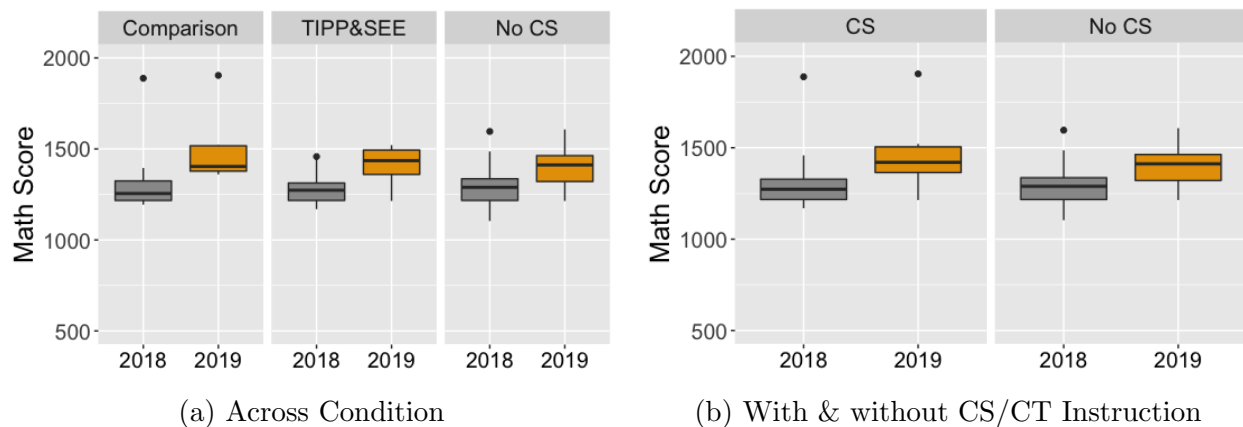 Comparison TIPP&SEE No CS
2000
1500
1000
500
Math Score
2018 2019 2018 2019 2018 2019
(a) Across Condition
CS No CS
2000
1500
1000
500
Math Score
2018 2019 2018 2019
(b) With & without CS/CT Instruction